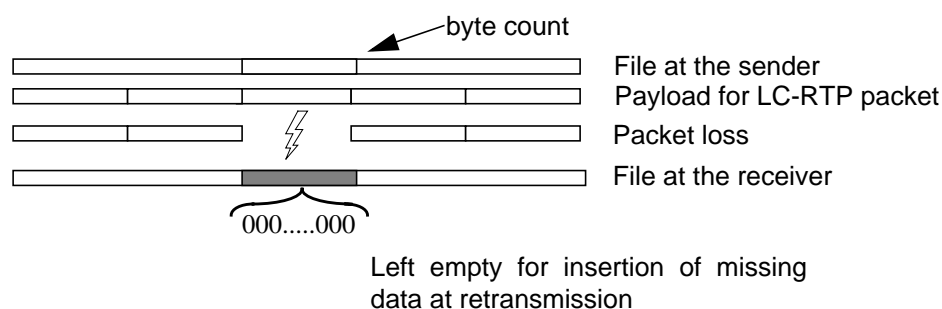 byte count
File at the sender
Payload for LC-RTP packet
Packet loss
File at the receiver
000.....000
Left empty for insertion of missing
data at retransmission